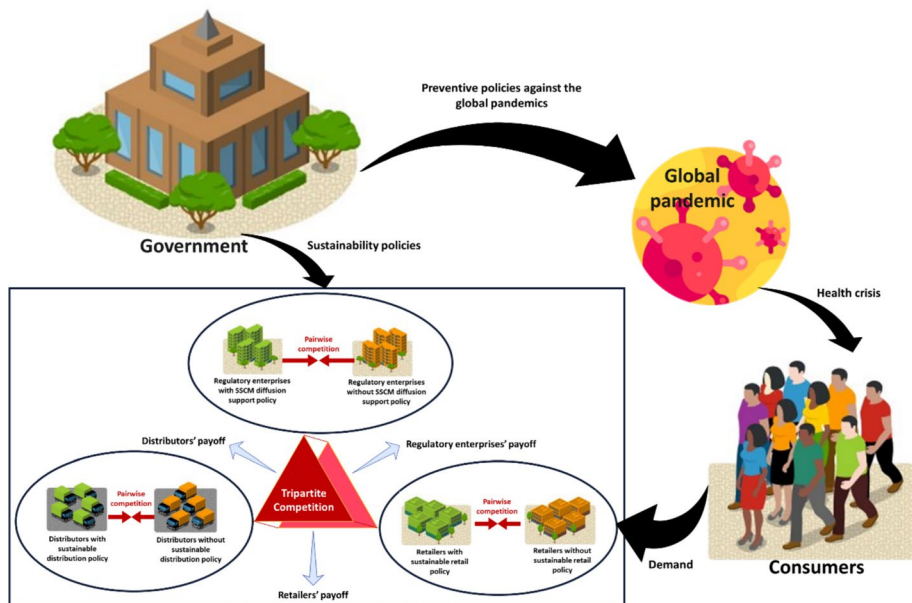 Preventive policies against the
global pandemics
Global
pandemic
Government
Sustainability policies
Health crisis
Pairwise
competition
Regulatory enterprises
with SSCM diffusion
support policy
Regulatory enterprises
without SSCM diffusion
support policy
Distributors' payoff
Regulatory enterprises' payoff
Tripartite
Competition
Pairwise
competition
Distributors with
sustainable
distribution policy
Distributors without
sustainable
distribution policy
Pairwise
competition
Retailers with
sustainable retail
policy
Retailers without
sustainable retail
policy
Retailers' payoff
Demand
Consumers